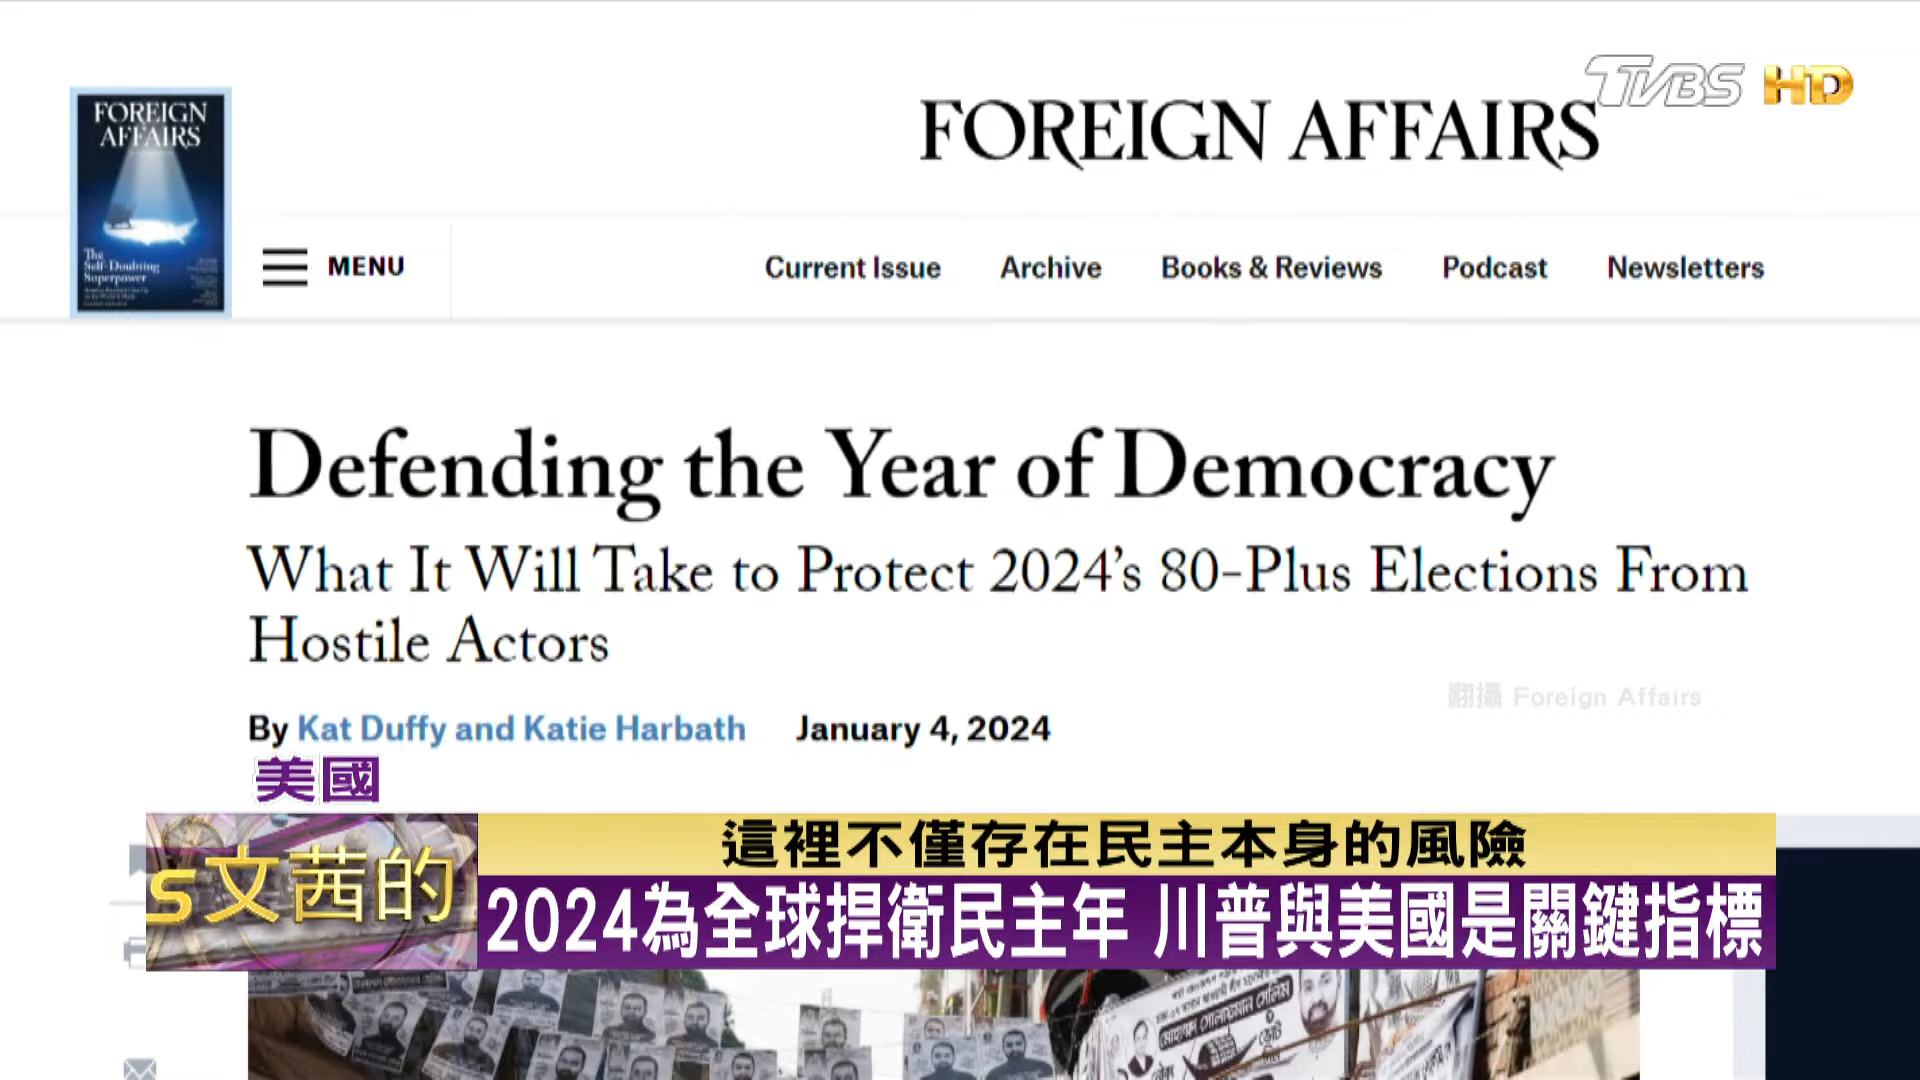 TVBS HD
FOREIGN
AFFAIRS
FOREIGN AFFAIRS
The
Self-Doubting
Superpower
MENU
Current Issue
Archive
Books & Reviews
Podcast
Newsletters
Defending the Year of Democracy
What It Will Take to Protect 2024’s 80-Plus Elections From
Hostile Actors
By Kat Duffy and Katie Harbath
January 4, 2024
翻攝 Foreign Affairs
美國
S文茜的
這裡不僅存在民主本身的風險
2024為全球捍衛民主年 川普與美國是關鍵指標